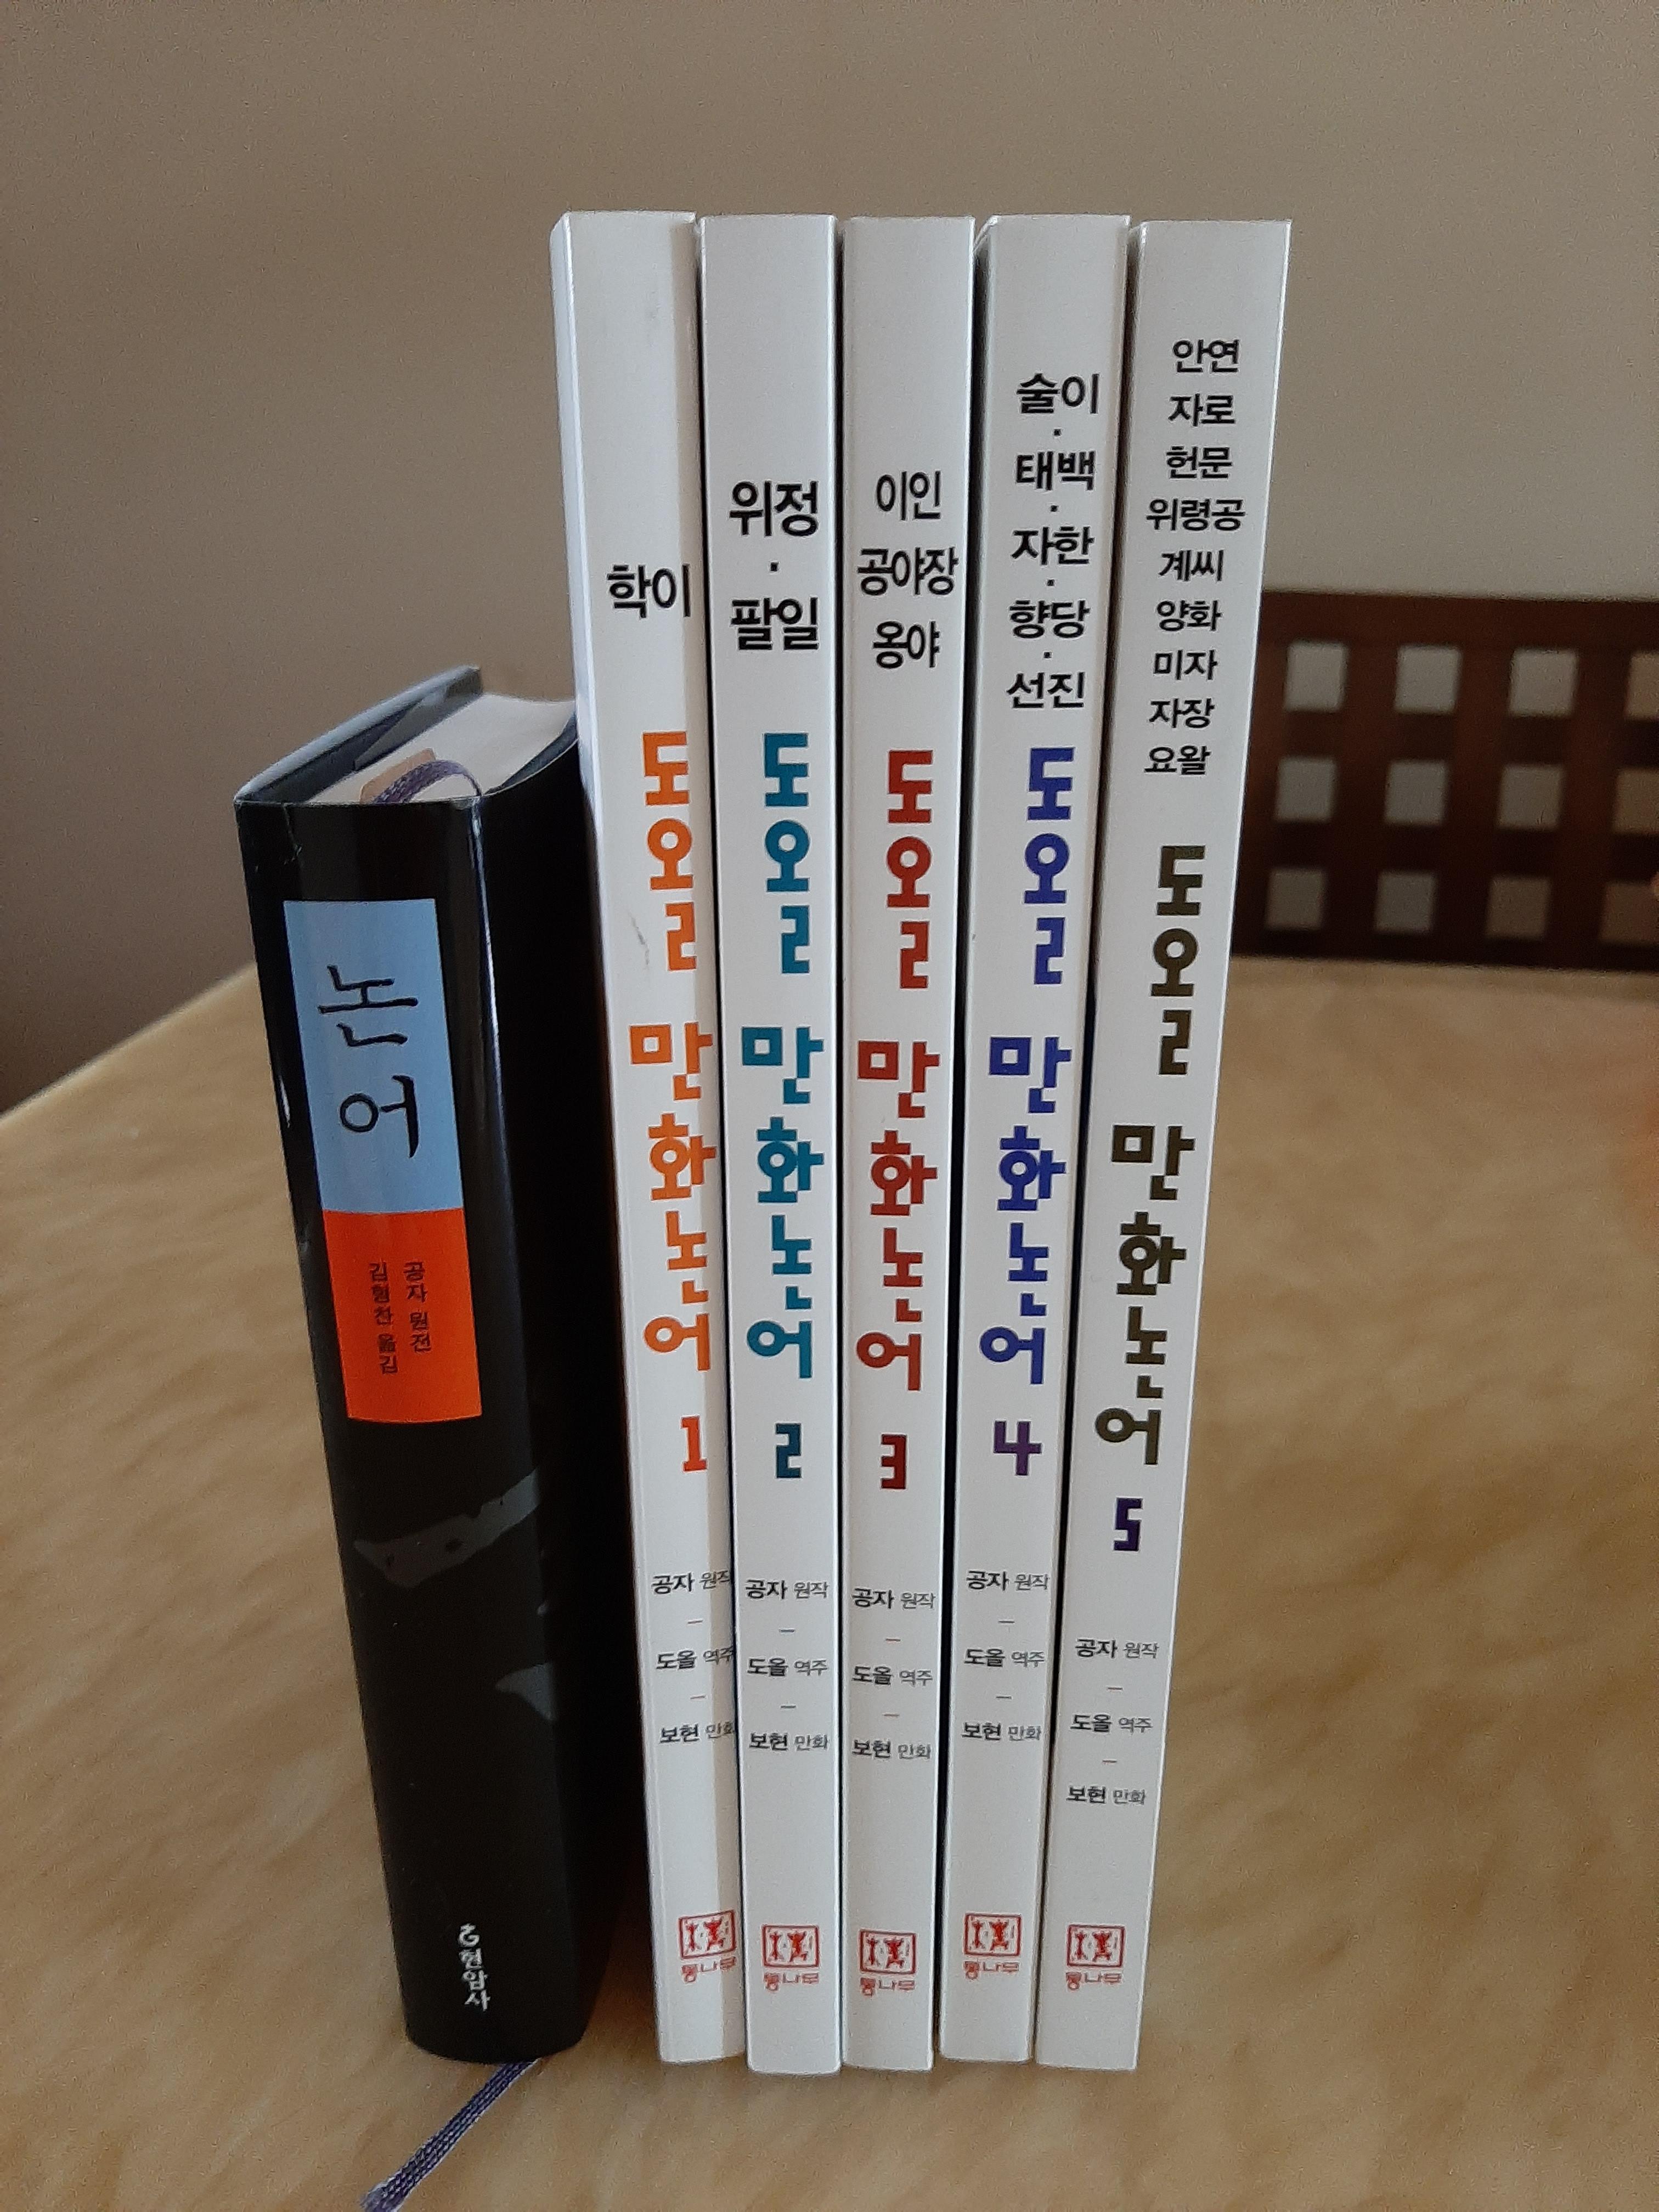 논어
공자 원전
김형찬 옮김
현암사
학이
도올 만화논어 1
공자 원작
도올 역주
보현 만화
통나무
위정
·
팔일
도올 만화논어 2
공자 원작
도올 역주
보현 만화
통나무
이인
공야장
옹야
도올 만화논어 3
공자 원작
도올 역주
보현 만화
통나무
술이
·
태백
·
자한
·
향당
·
선진
도올 만화논어 4
공자 원작
도올 역주
보현 만화
통나무
안연
자로
헌문
위령공
계씨
양화
미자
자장
요왈
도올 만화논어 5
공자 원작
도올 역주
보현 만화
통나무